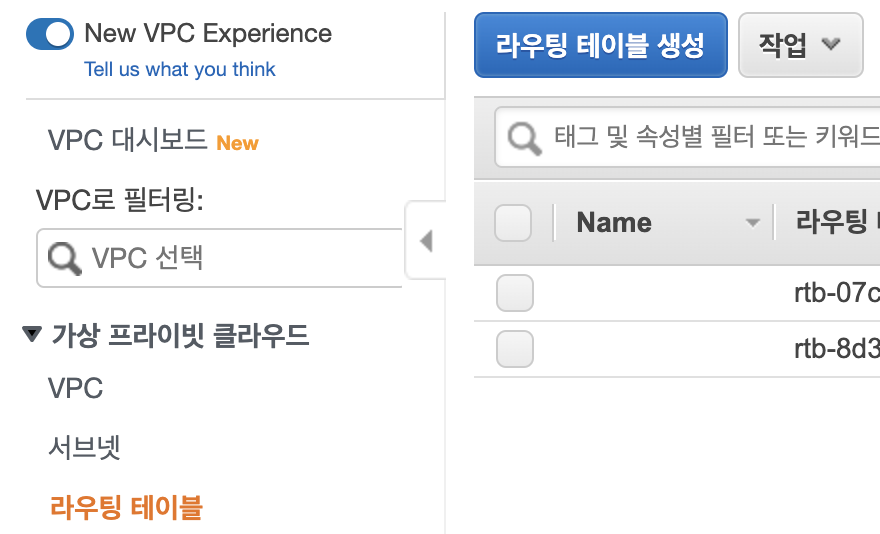 New VPC Experience
Tell us what you think
VPC 대시보드 New
VPC로 필터링:
VPC 선택
가상 프라이빗 클라우드
VPC
서브넷
라우팅 테이블
라우팅 테이블 생성
작업
태그 및 속성별 필터 또는 키워드
Name
라우팅
rtb-07c
rtb-8d3